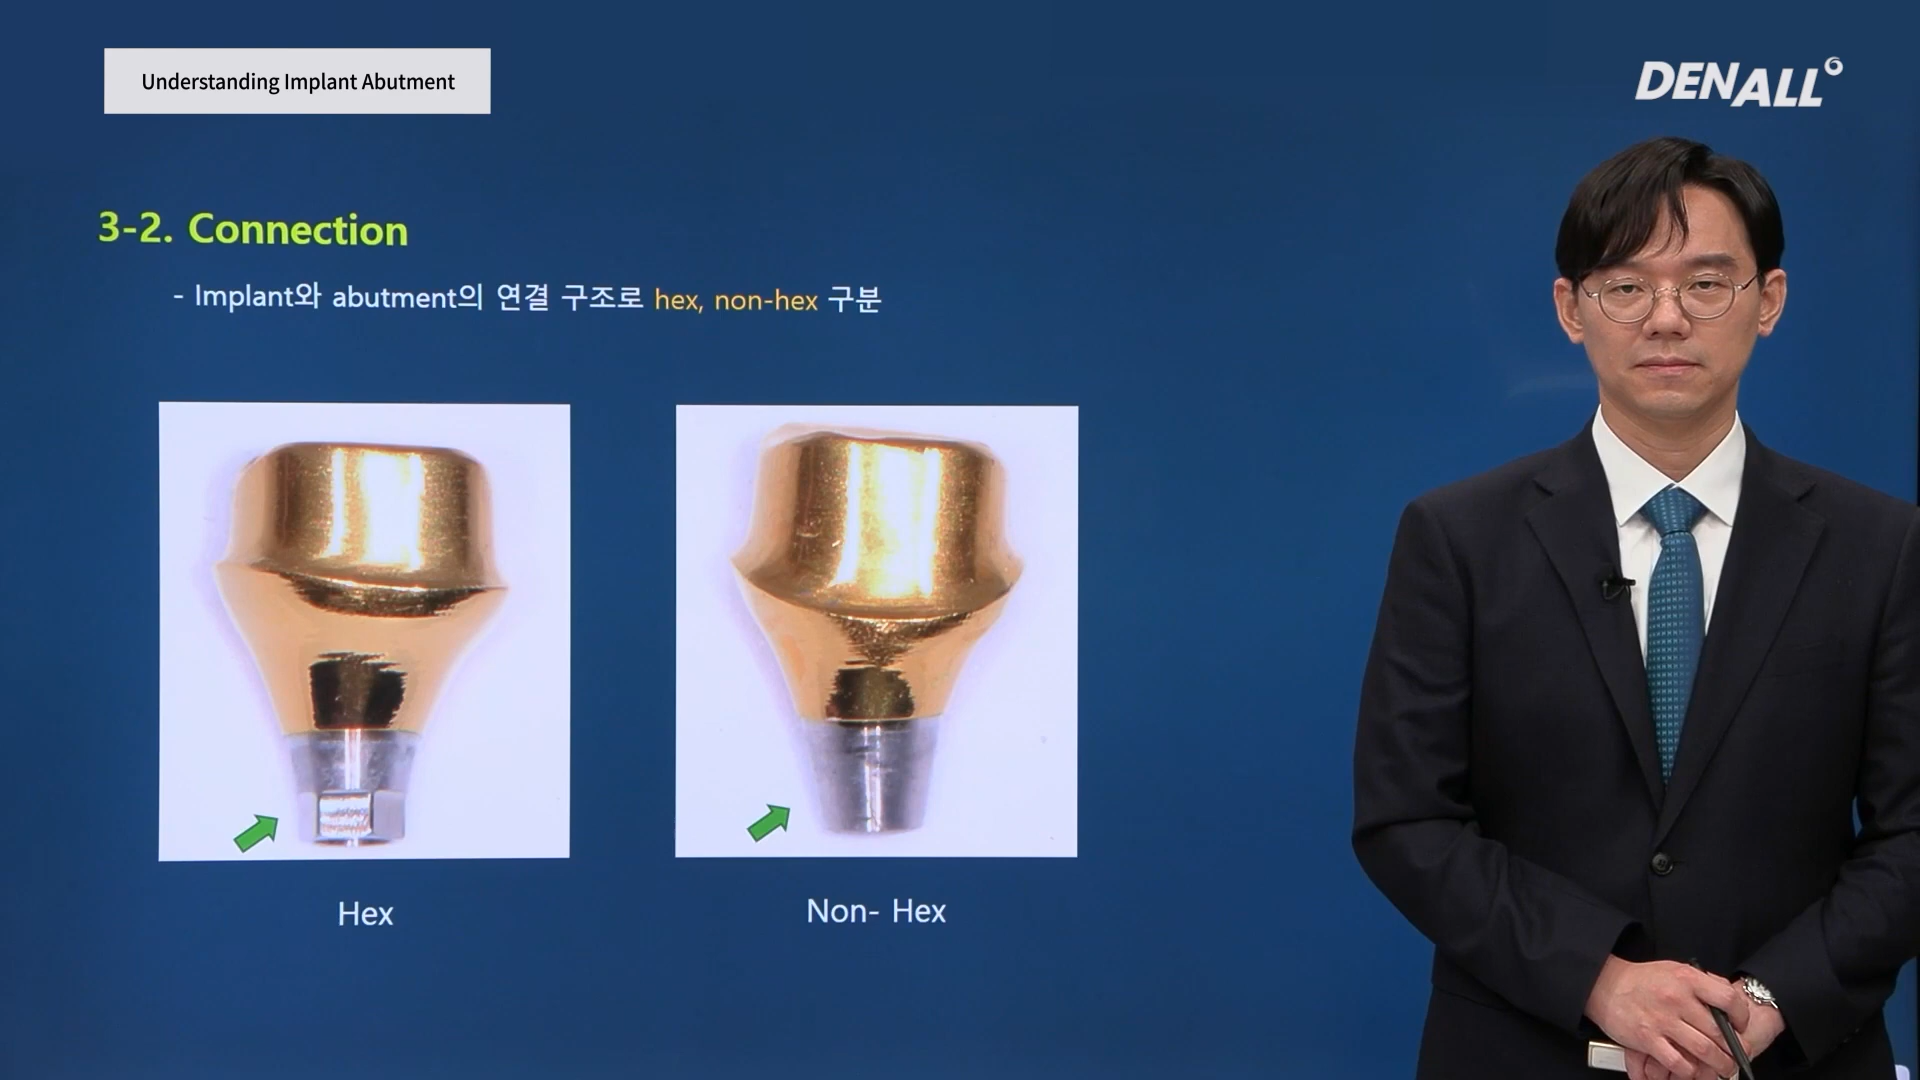 Understanding Implant Abutment
DENALL
3-2. Connection
- Implant와 abutment의 연결 구조로 hex, non-hex 구분
Hex
Non- Hex